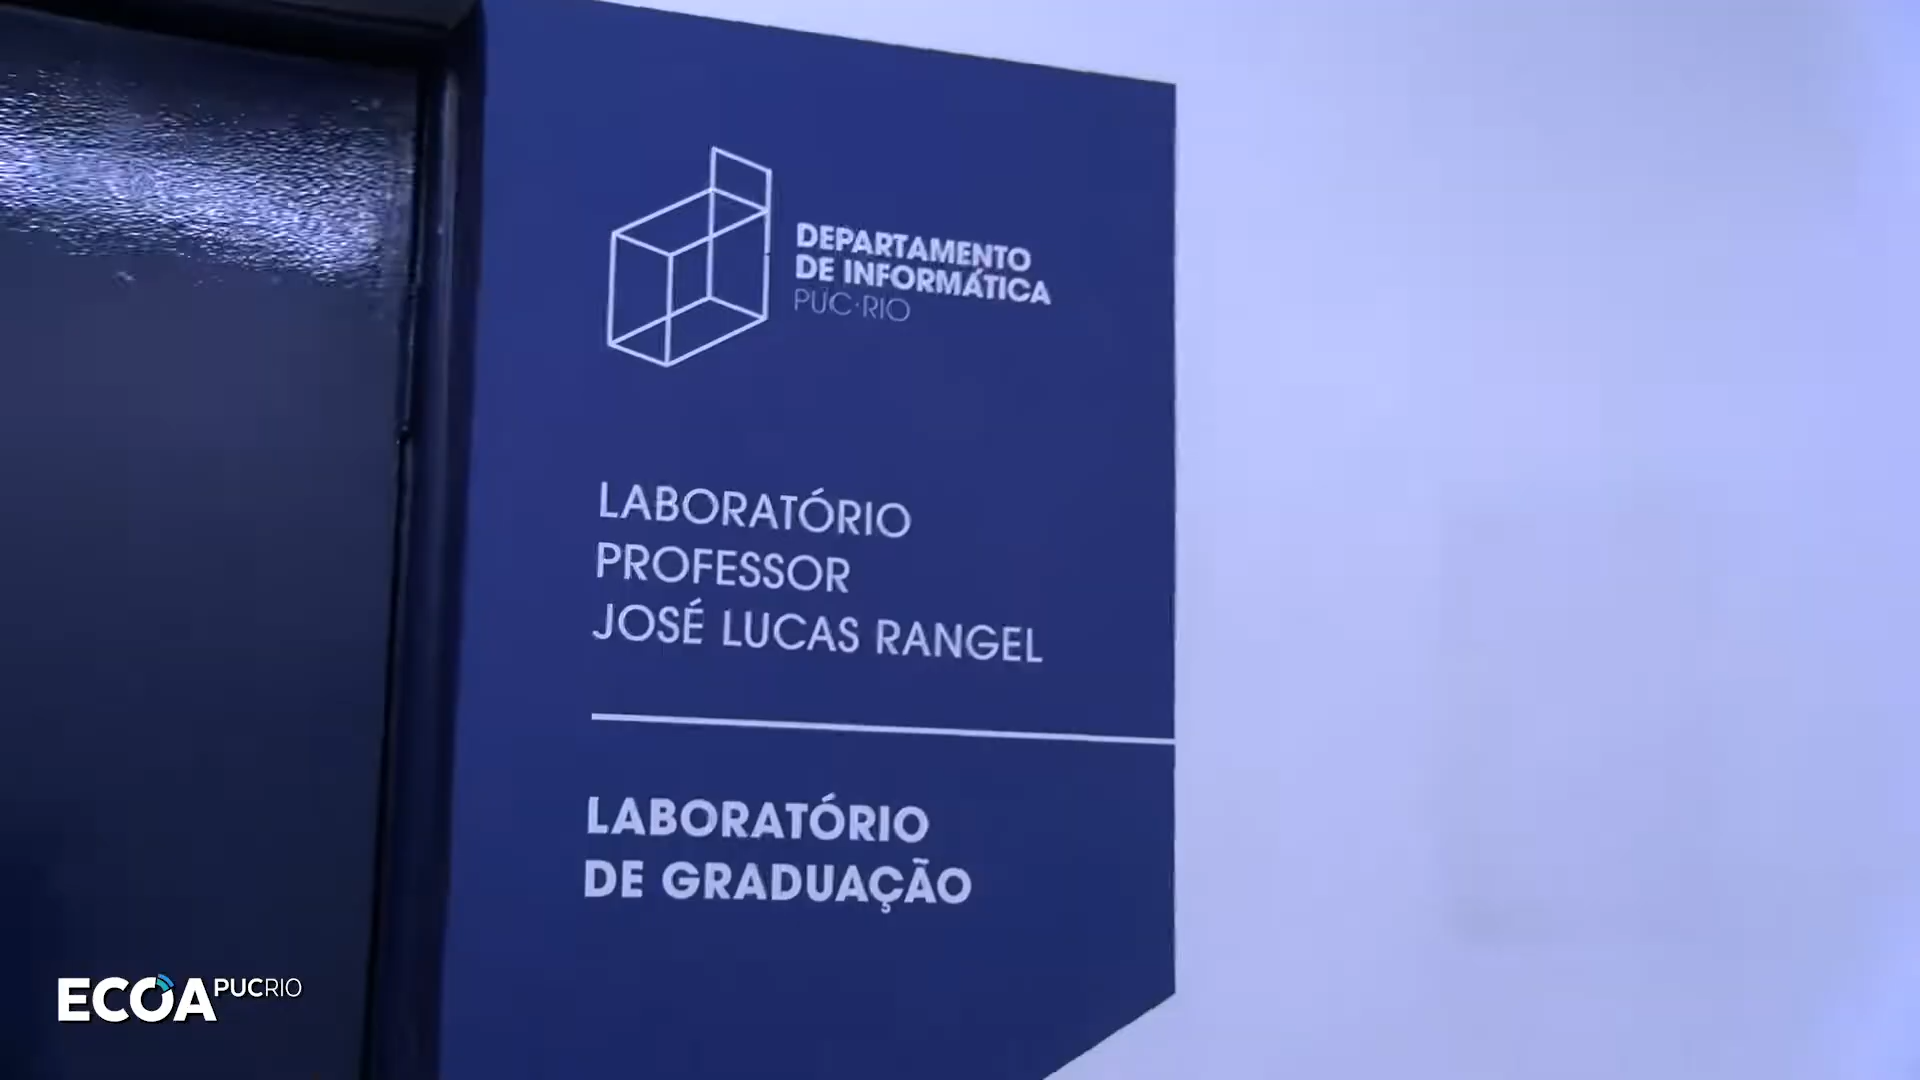 DEPARTAMENTO
DE INFORMÁTICA
PUC·RIO
LABORATÓRIO
PROFESSOR
JOSÉ LUCAS RANGEL
LABORATÓRIO
DE GRADUAÇÃO
ECOA PUCRIO